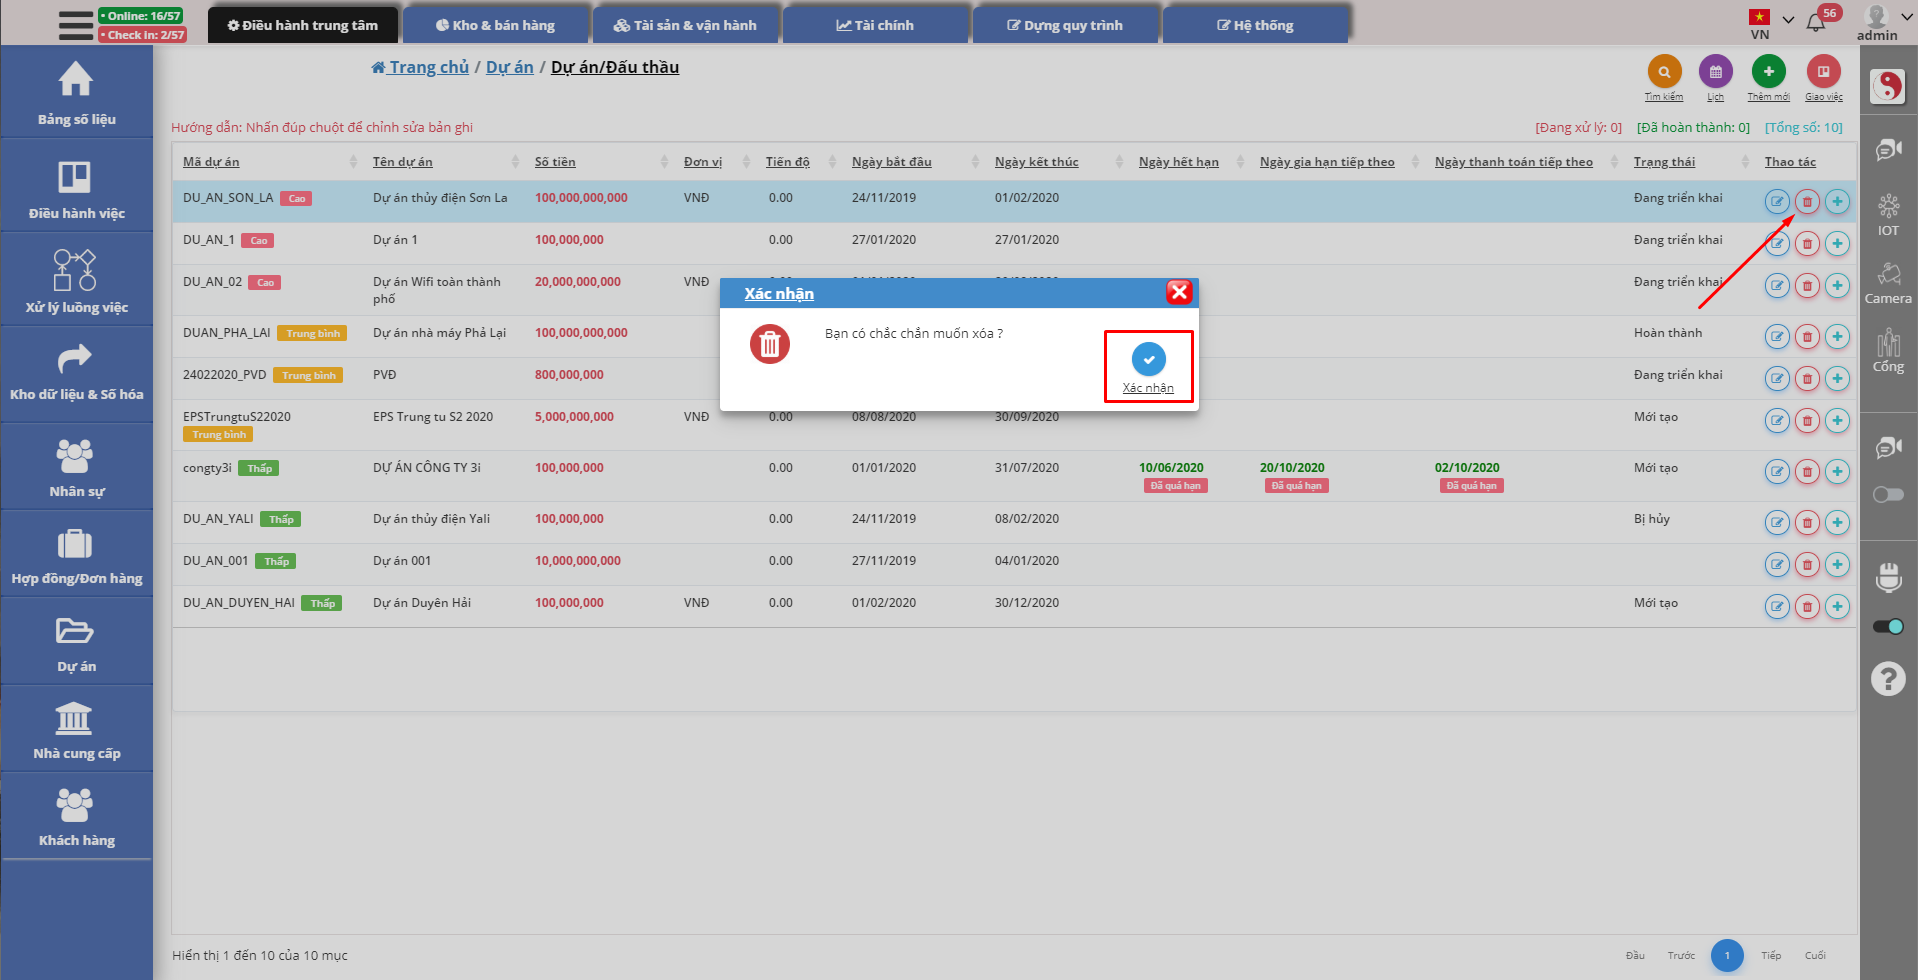 • Online: 16/57
• Check In: 2/57
Điều hành trung tâm
Kho & bán hàng
Tài sản & vận hành
Tài chính
Dựng quy trình
Hệ thống
VN
56
admin
Bảng số liệu
Điều hành việc
Xử lý luồng việc
Kho dữ liệu & Số hóa
Nhân sự
Hợp đồng/Đơn hàng
Dự án
Nhà cung cấp
Khách hàng
Trang chủ / Dự án / Dự án/Đấu thầu
Tìm kiếm
Lịch
Thêm mới
Giao việc
Hướng dẫn: Nhấn đúp chuột để chỉnh sửa bản ghi
[Đang xử lý: 0] [Đã hoàn thành: 0] [Tổng số: 10]
Mã dự án Tên dự án Số tiền Đơn vị Tiến độ Ngày bắt đầu Ngày kết thúc Ngày hết hạn Ngày gia hạn tiếp theo Ngày thanh toán tiếp theo Trạng thái Thao tác
DU_AN_SON_LA Cao Dự án thủy điện Sơn La 100,000,000,000 VNĐ 0.00 24/11/2019 01/02/2020 Đang triển khai
DU_AN_1 Cao Dự án 1 100,000,000 0.00 27/01/2020 27/01/2020 Đang triển khai
DU_AN_02 Cao Dự án Wifi toàn thành 20,000,000,000 VNĐ Đang triển khai
phố
DUAN_PHA_LAI Trung bình Dự án nhà máy Phả Lại 100,000,000,000 Hoàn thành
24022020_PVD Trung bình PVĐ 800,000,000 Đang triển khai
EPSTrungtuS22020 EPS Trung tu S2 2020 5,000,000,000 VNĐ 0.00 08/08/2020 30/09/2020 Mới tạo
Trung bình
congty3i Thấp DỰ ÁN CÔNG TY 3i 100,000,000 0.00 01/01/2020 31/07/2020 10/06/2020 20/10/2020 02/10/2020 Mới tạo
Đã quá hạn Đã quá hạn Đã quá hạn
DU_AN_YALI Thấp Dự án thủy điện Yali 100,000,000 0.00 24/11/2019 08/02/2020 Bị hủy
DU_AN_001 Thấp Dự án 001 10,000,000,000 0.00 27/11/2019 04/01/2020
DU_AN_DUYEN_HAI Thấp Dự án Duyên Hải 100,000,000 VNĐ 0.00 01/02/2020 30/12/2020 Mới tạo
Xác nhận
Bạn có chắc chắn muốn xóa ?
Xác nhận
IOT
Camera
Cổng
Hiển thị 1 đến 10 của 10 mục
Đầu Trước 1 Tiếp Cuối